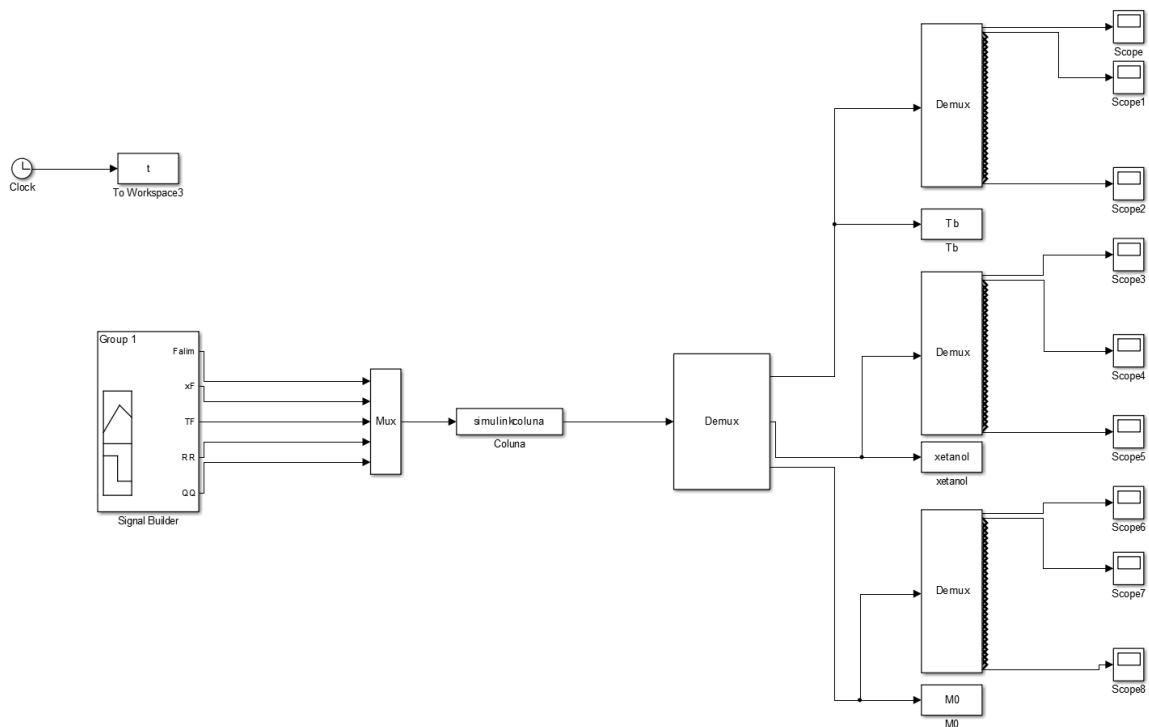 Scope
Demux
Scope1
t
Clock
To Workspace3
Scope2
Tb
Tb
Scope3
Group 1
Falim
Demux
Scope4
xF
Mux
simulinkcoluna
Demux
TF
Coluna
Scope5
RR
xetanol
xetanol
QQ
Signal Builder
Scope6
Demux
Scope7
Scope8
M0
M0